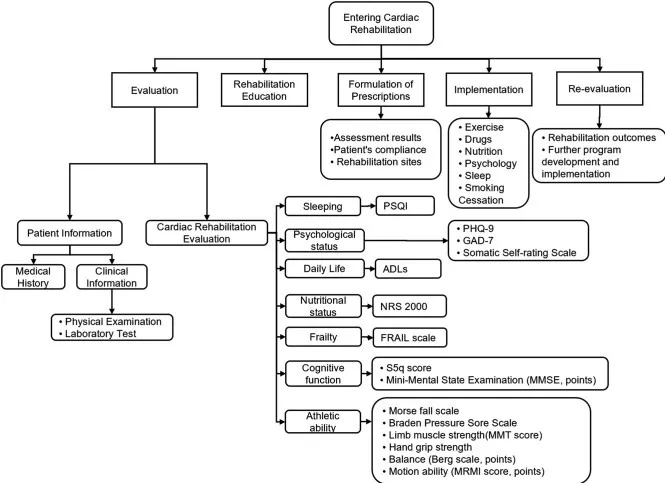 Entering Cardiac
Rehabilitation
Evaluation
Rehabilitation
Education
Formulation of
Prescriptions
Implementation
Re-evaluation
•Assessment results
•Patient's compliance
• Rehabilitation sites
• Exercise
• Drugs
• Nutrition
• Psychology
• Sleep
• Smoking
Cessation
• Rehabilitation outcomes
• Further program
development and
implementation
Patient Information
Cardiac Rehabilitation
Evaluation
Medical
History
Clinical
Information
• Physical Examination
• Laboratory Test
Sleeping
PSQI
Psychological
status
• PHQ-9
• GAD-7
• Somatic Self-rating Scale
Daily Life
ADLs
Nutritional
status
NRS 2000
Frailty
FRAIL scale
Cognitive
function
• S5q score
• Mini-Mental State Examination (MMSE, points)
Athletic
ability
• Morse fall scale
• Braden Pressure Sore Scale
• Limb muscle strength(MMT score)
• Hand grip strength
• Balance (Berg scale, points)
• Motion ability (MRMI score, points)